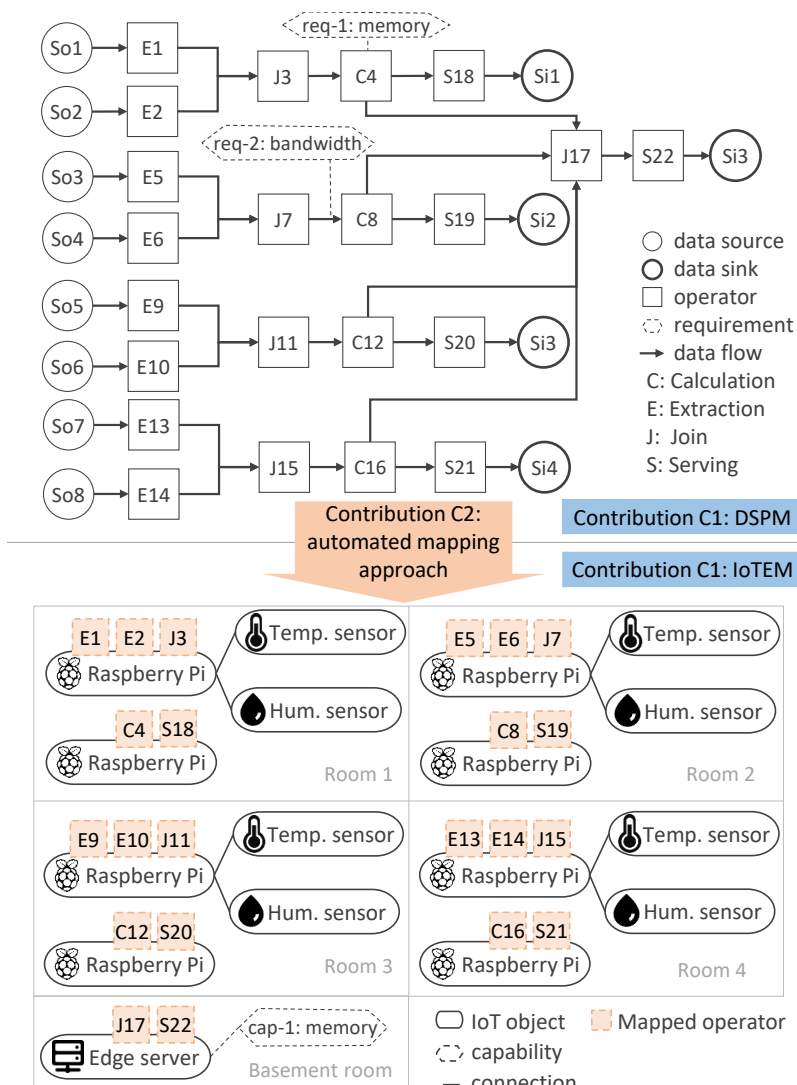 req-1: memory
So1
E1
J3
C4
S18
Si1
So2
E2
req-2: bandwidth
J17
S22
Si3
So3
E5
J7
C8
S19
Si2
So4
E6
data source
data sink
operator
requirement
data flow
C: Calculation
E: Extraction
J: Join
S: Serving
So5
E9
J11
C12
S20
Si3
So6
E10
So7
E13
J15
C16
S21
Si4
So8
E14
Contribution C2:
automated mapping
approach
Contribution C1: DSPM
Contribution C1: IoTEM
E1 E2 J3
Raspberry Pi
Temp. sensor
Hum. sensor
C4 S18
Raspberry Pi
Room 1
E5 E6 J7
Raspberry Pi
Temp. sensor
Hum. sensor
C8 S19
Raspberry Pi
Room 2
E9 E10 J11
Raspberry Pi
Temp. sensor
Hum. sensor
C12 S20
Raspberry Pi
Room 3
E13 E14 J15
Raspberry Pi
Temp. sensor
Hum. sensor
C16 S21
Raspberry Pi
Room 4
J17 S22
Edge server
cap-1: memory
Basement room
IoT object
Mapped operator
capability
connection